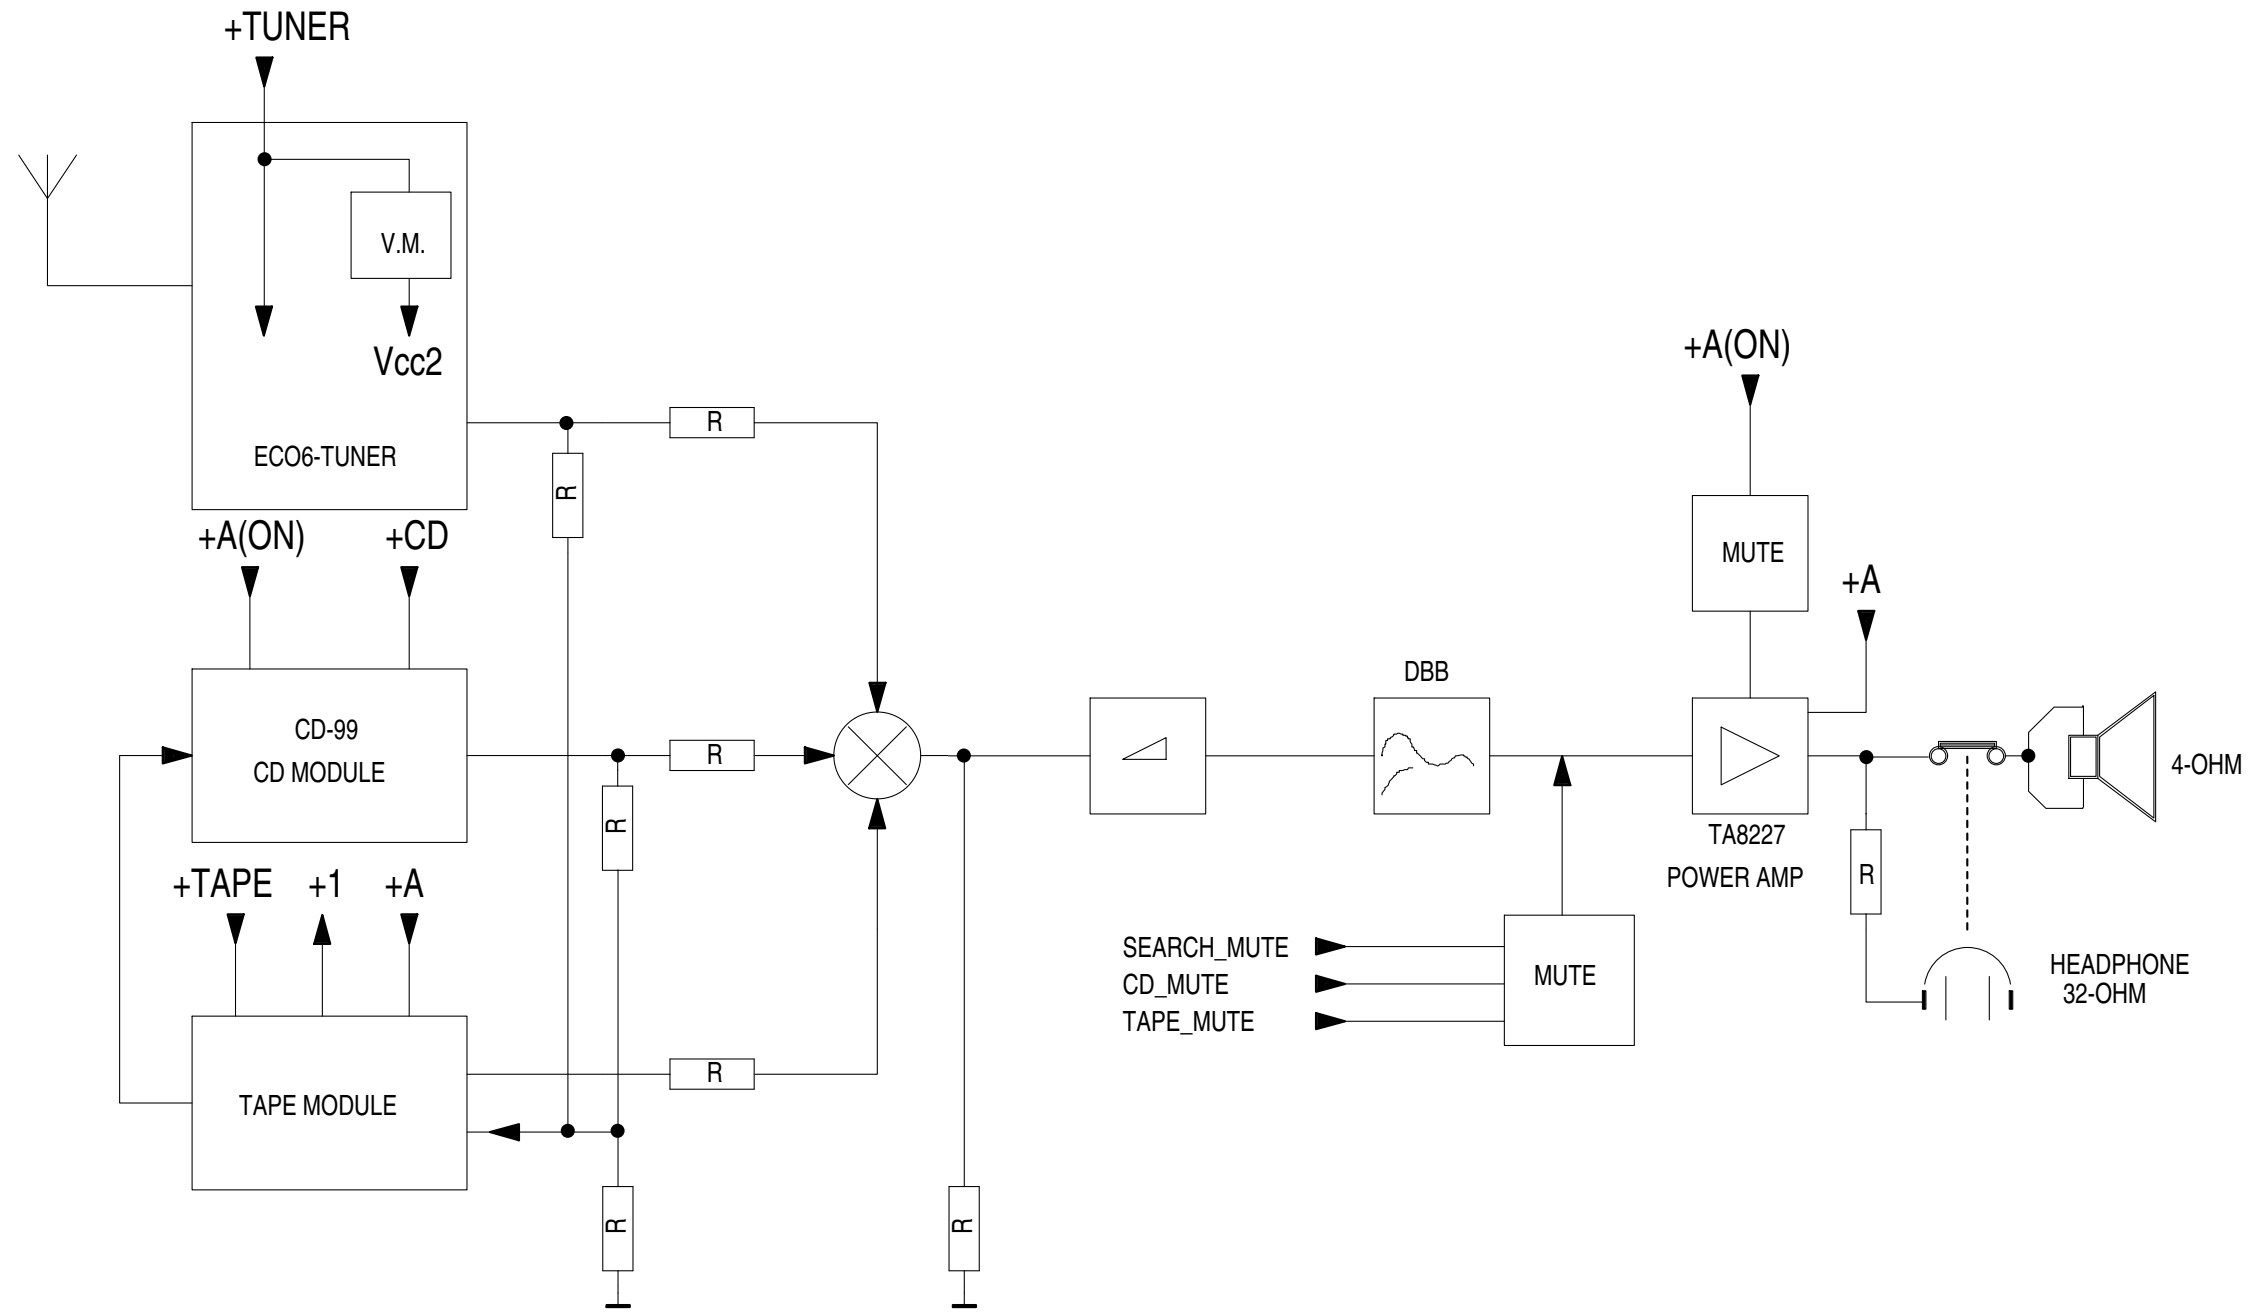 +TUNER
V.M.
Vcc2
ECO6-TUNER
R
R
+A(ON)
+CD
CD-99
CD MODULE
R
R
+TAPE
+1
+A
TAPE MODULE
R
R
R
DBB
SEARCH_MUTE
CD_MUTE
TAPE_MUTE
MUTE
+A(ON)
MUTE
+A
TA8227
POWER AMP
R
4-OHM
HEADPHONE
32-OHM